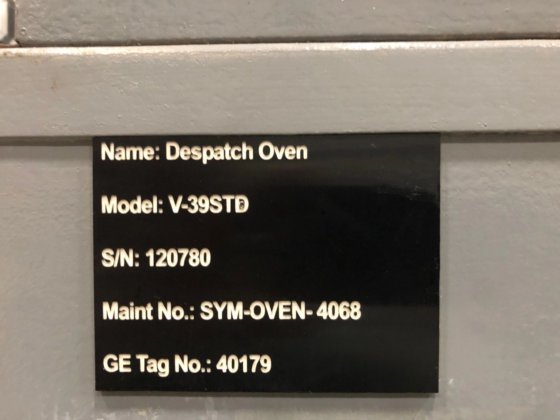 Name: Despatch Oven
Model: V-39STD
S/N: 120780
Maint No.: SYM-OVEN- 4068
GE Tag No.: 40179